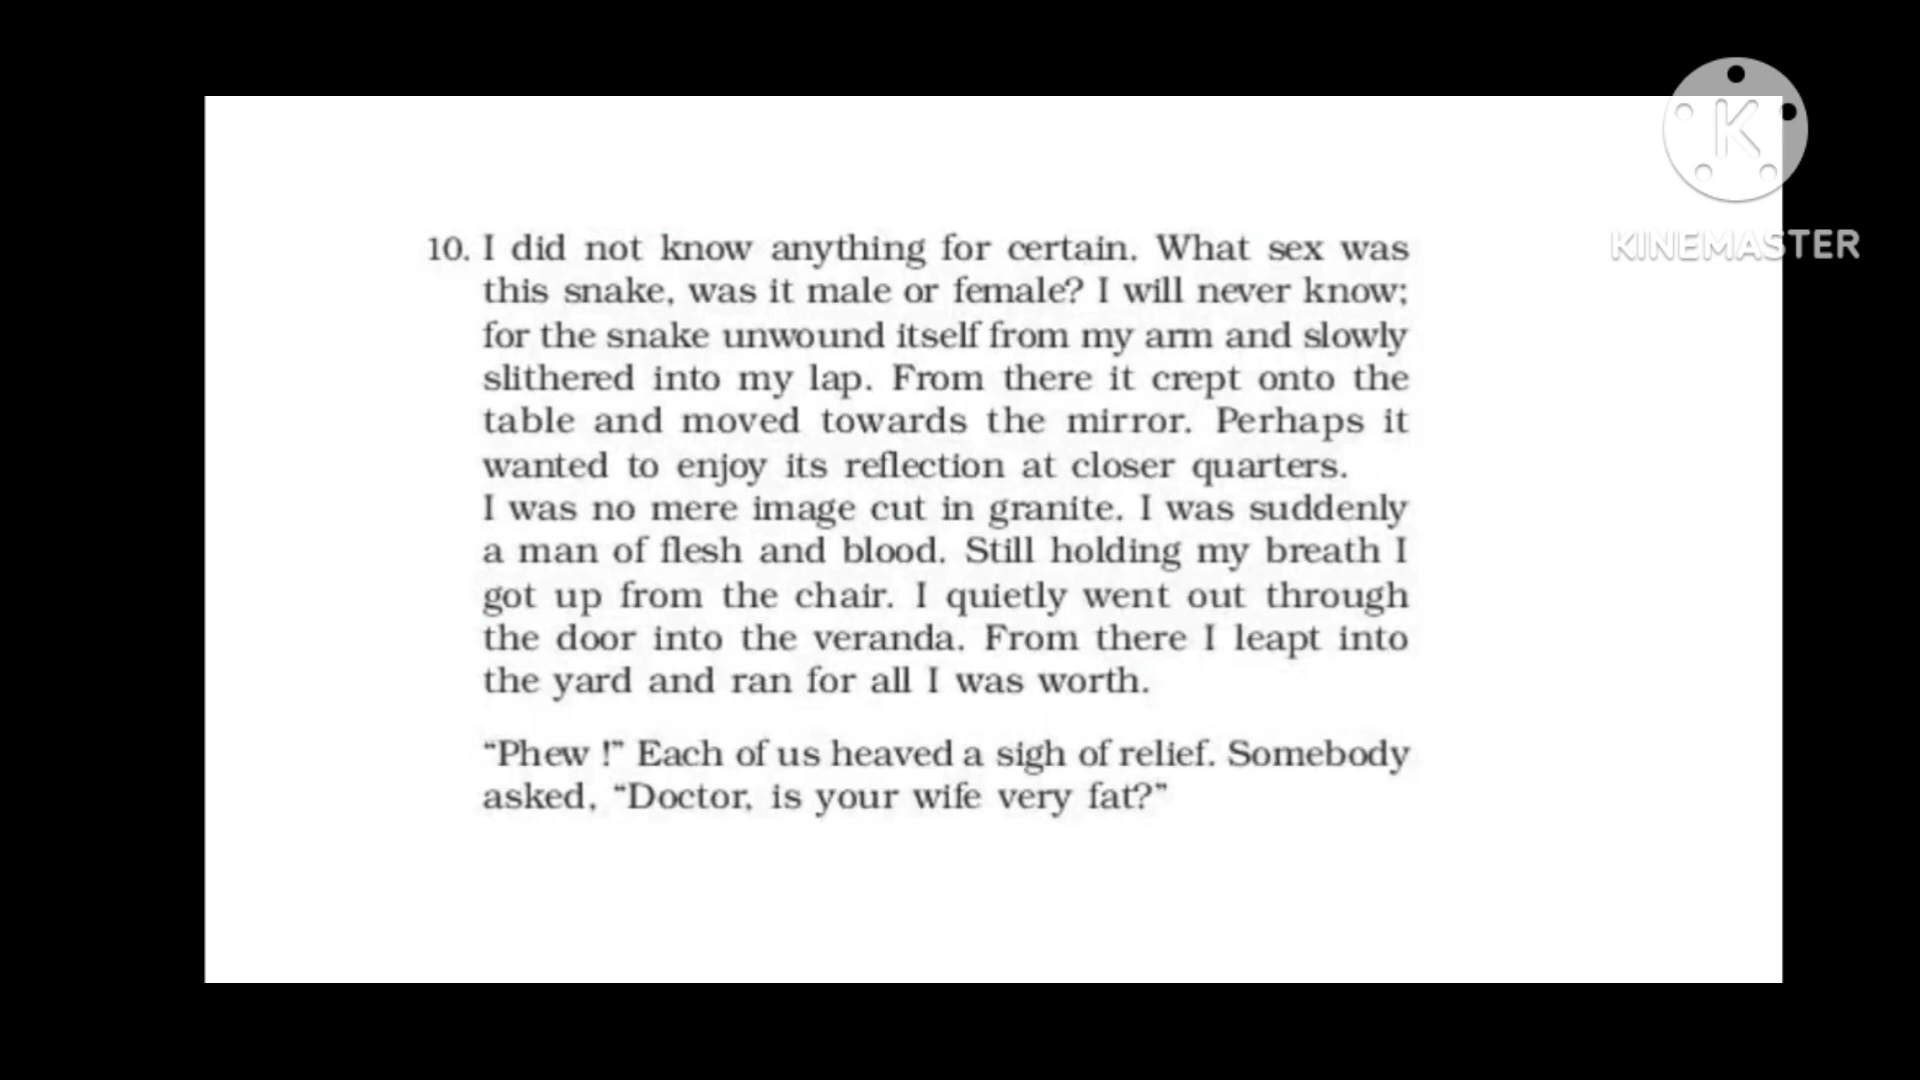 10. I did not know anything for certain. What sex was
this snake, was it male or female? I will never know;
for the snake unwound itself from my arm and slowly
slithered into my lap. From there it crept onto the
table and moved towards the mirror. Perhaps it
wanted to enjoy its reflection at closer quarters.
I was no mere image cut in granite. I was suddenly
a man of flesh and blood. Still holding my breath I
got up from the chair. I quietly went out through
the door into the veranda. From there I leapt into
the yard and ran for all I was worth.
“Phew !” Each of us heaved a sigh of relief. Somebody
asked, “Doctor, is your wife very fat?”
K
KINEMASTER